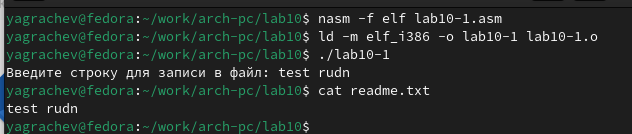 yagrachev@fedora:~/work/arch-pc/lab10$ nasm -f elf lab10-1.asm
yagrachev@fedora:~/work/arch-pc/lab10$ ld -m elf_i386 -o lab10-1 lab10-1.o
yagrachev@fedora:~/work/arch-pc/lab10$ ./lab10-1
Введите строку для записи в файл: test rudn
yagrachev@fedora:~/work/arch-pc/lab10$ cat readme.txt
test rudn
yagrachev@fedora:~/work/arch-pc/lab10$